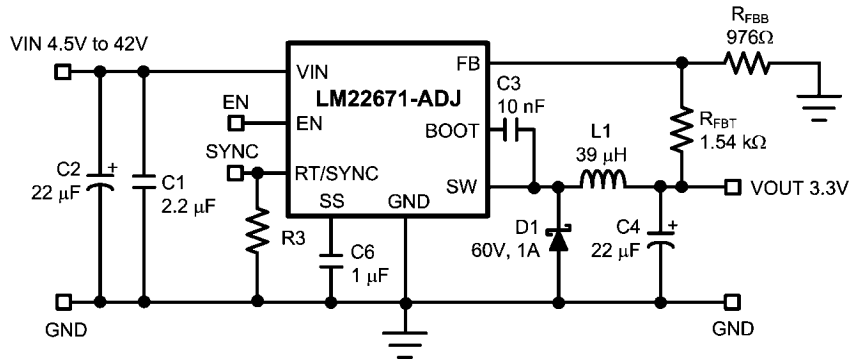 VIN 4.5V to 42V
VIN
FB
LM22671-ADJ
RFBB
976Ω
EN
EN
C3
10 nF
BOOT
L1
39 μH
RFBT
1.54 kΩ
SYNC
RT/SYNC
SW
VOUT 3.3V
C2
22 μF
+
C1
2.2 μF
R3
SS
GND
C6
1 μF
D1
60V, 1A
C4
22 μF
+
GND
GND